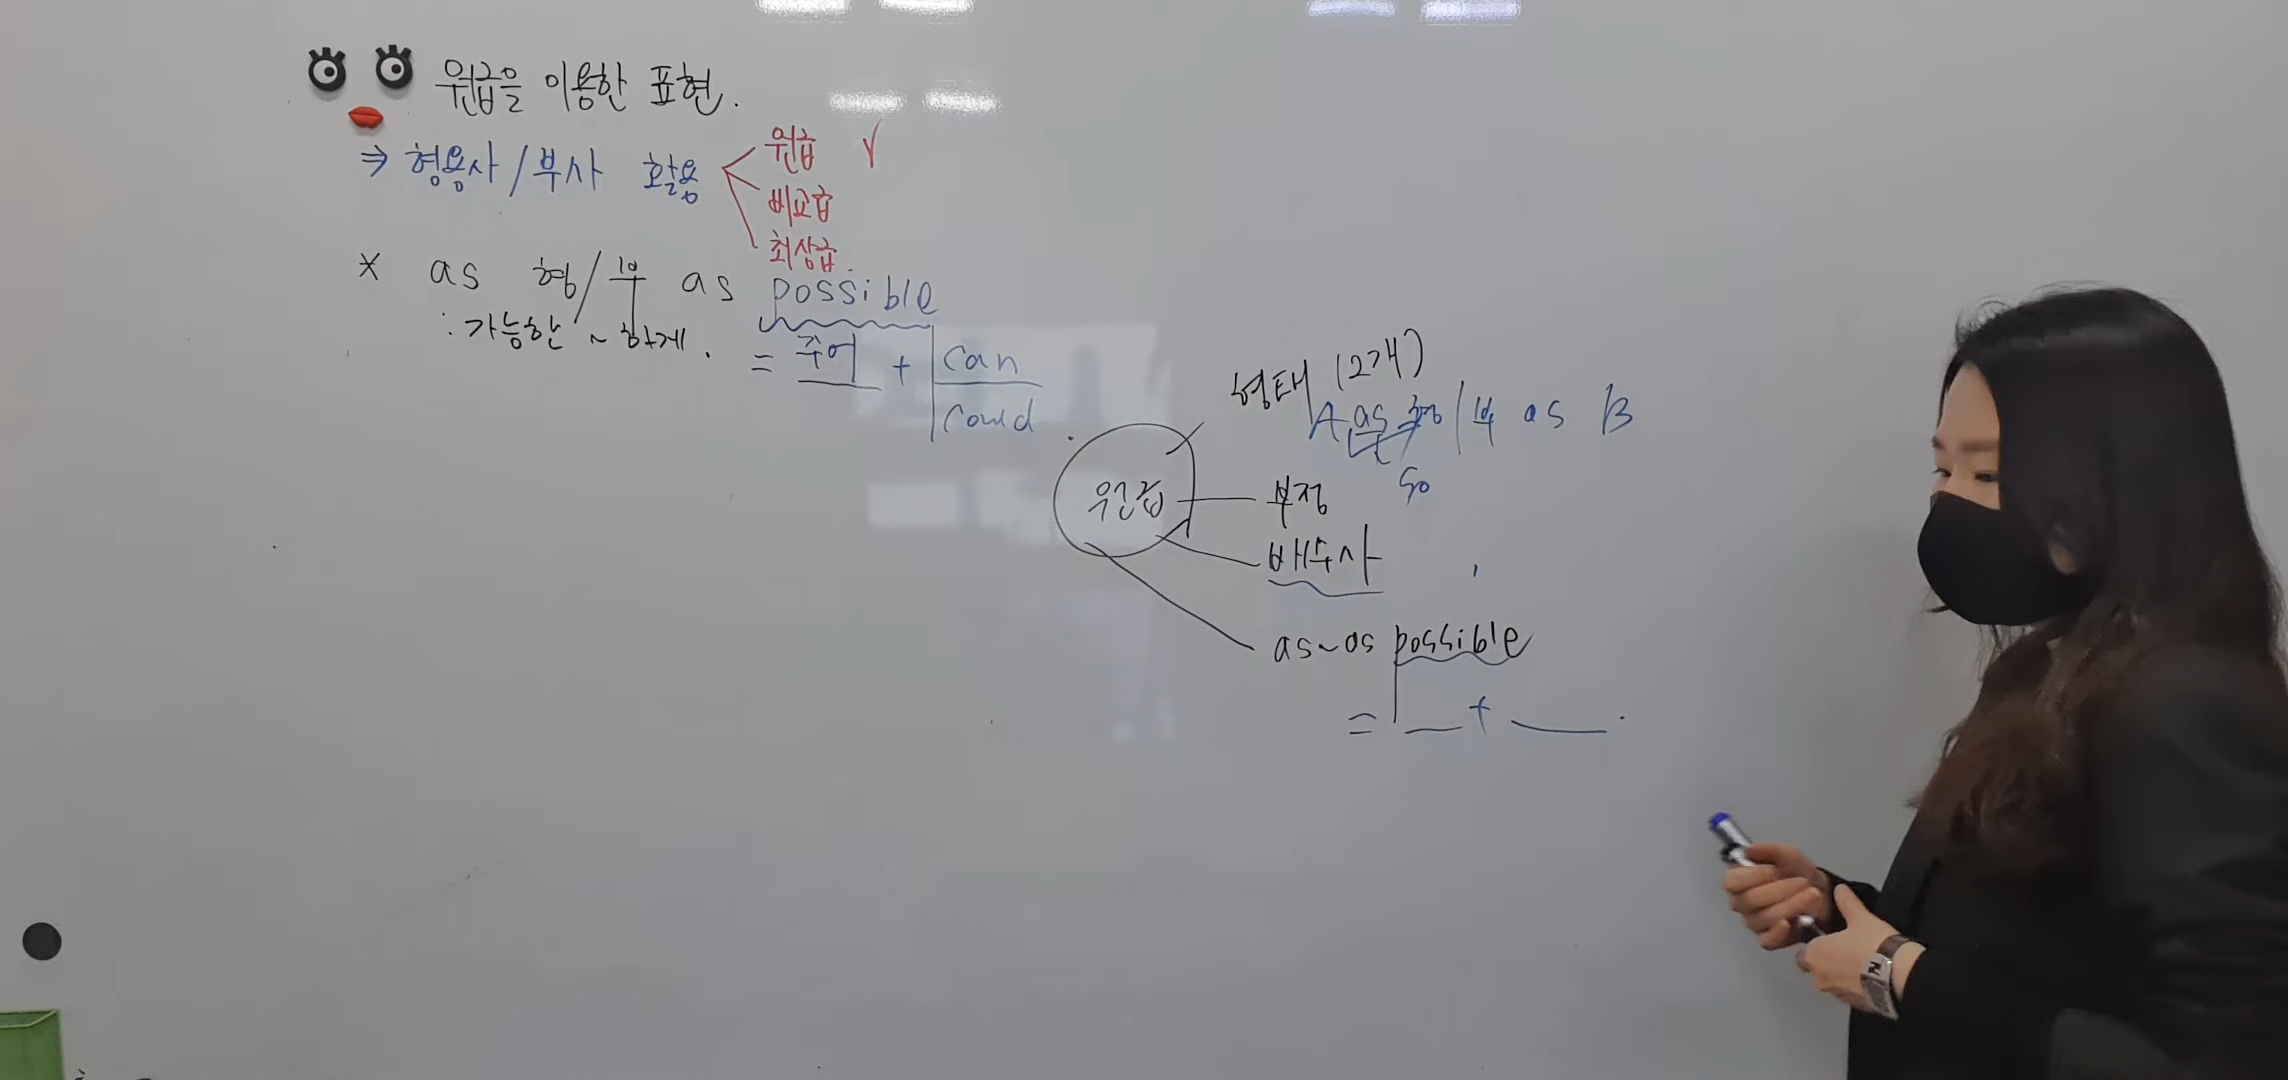 원급을 이용한 표현.
⇒ 형용사/부사 활용
원급 √
비교급
최상급.
* as 형/부 as possible
: 가능한 ~하게.
= 주어 + can
could
형태 (2개)
A as 형/부 as B
so
원급
부정
배수사
as~as possible
= __ + __.